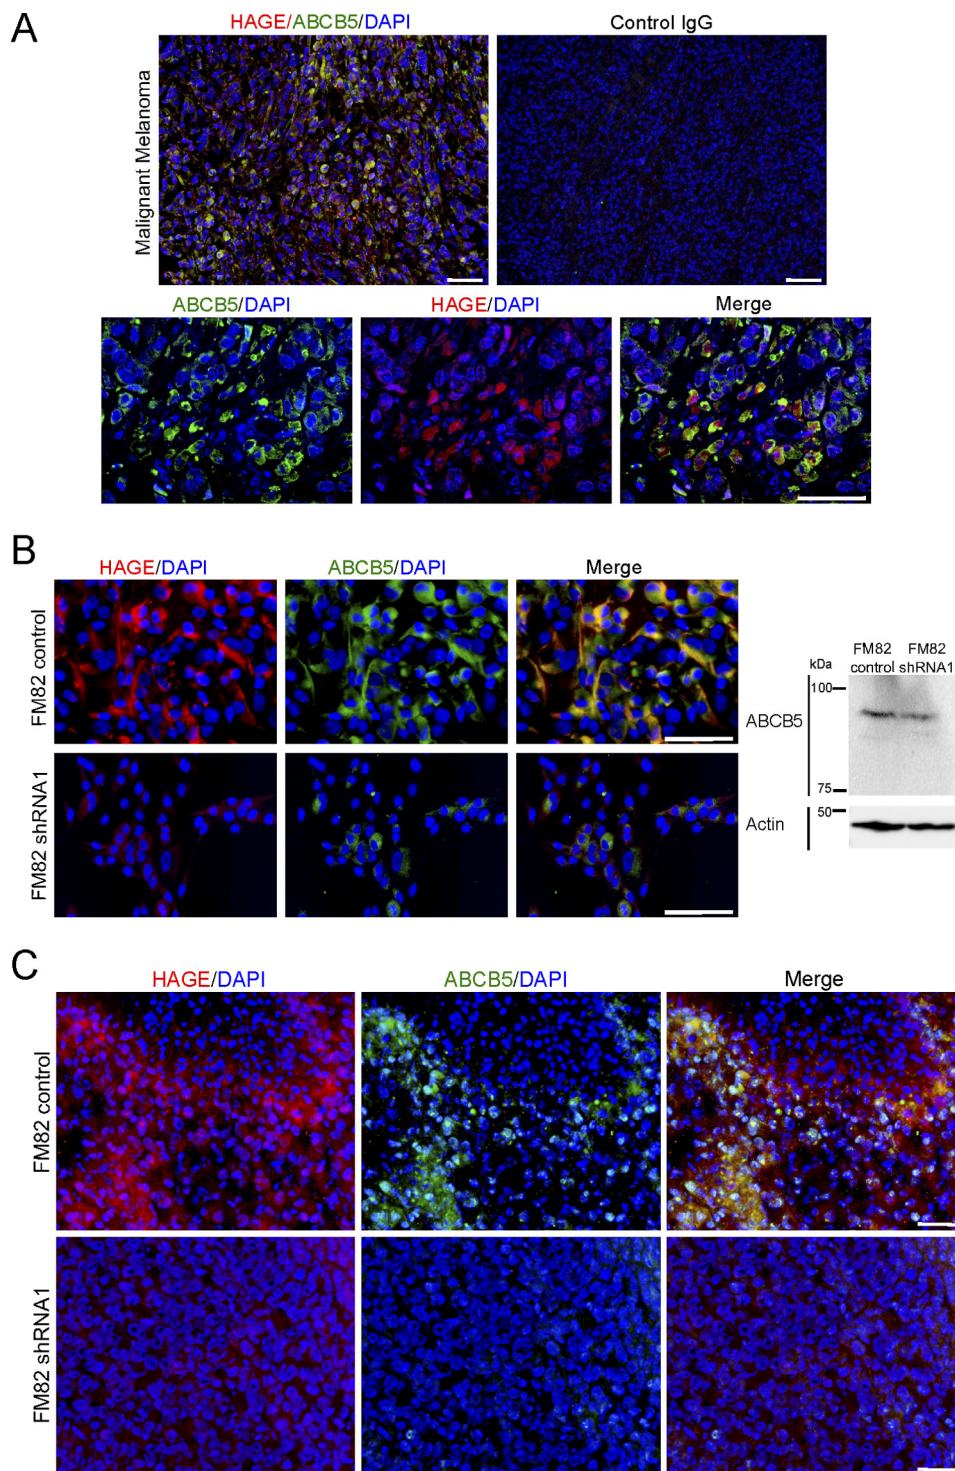 A
HAGE/ABCB5/DAPI
Control IgG
Malignant Melanoma
ABCB5/DAPI
HAGE/DAPI
Merge
B
HAGE/DAPI
ABCB5/DAPI
Merge
FM82 control
FM82 shRNA1
FM82 FM82
kDa control shRNA1
100
ABCB5
75
50
Actin
C
HAGE/DAPI
ABCB5/DAPI
Merge
FM82 control
FM82 shRNA1